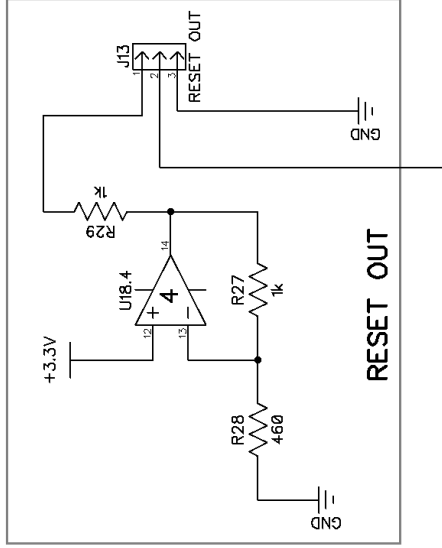 J13
RESET OUT
1
2
3
1k
R29
GND
14
U18.4
4
+
-
12
13
R27
1k
+3.3V
RESET OUT
R28
460
GND